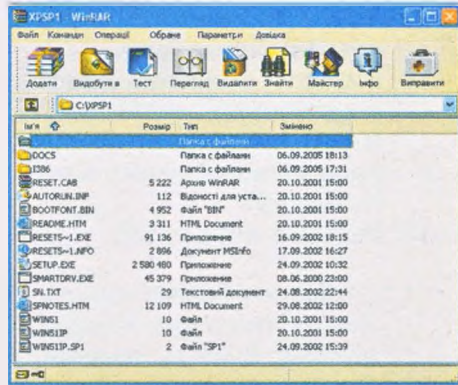 XPSP1 - WinRAR
Файл Команди Операції Обране Параметри Довідка
Додати Видобути в Тест Перегляд Видалити Знайти Майстер Інфо Виправити
C:\XPSP1
Ім'я Розмір Тип Змінено
.. Папка с файлами
DOCS Папка с файлами 06.09.2005 18:13
I386 Папка с файлами 06.09.2005 17:31
RESET.CAB 5 222 Архив WinRAR 20.10.2001 15:00
AUTORUN.INF 112 Відомості для уста... 20.10.2001 15:00
BOOTFONT.BIN 4 952 Файл "BIN" 20.10.2001 15:00
README.HTM 3 311 HTML Document 20.10.2001 15:00
RESETS~1.EXE 91 136 Приложение 16.09.2002 18:15
RESETS~1.NFO 2 896 Документ MSInfo 17.09.2002 16:27
SETUP.EXE 2 580 480 Приложение 24.09.2002 10:32
SMARTDRV.EXE 45 379 Приложение 08.06.2000 23:00
SN.TXT 29 Текстовий документ 24.08.2002 22:44
SPNOTES.HTM 12 109 HTML Document 29.08.2002 12:00
WIN51 10 Файл 20.10.2001 15:00
WIN51IP 10 Файл 20.10.2001 15:00
WIN51IP.SP1 2 Файл "SP1" 24.09.2002 15:39